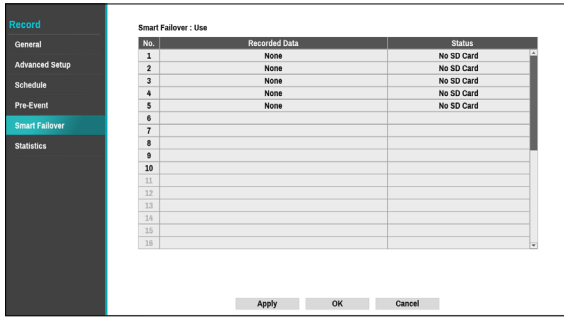 Record
General
Advanced Setup
Schedule
Pre-Event
Smart Failover
Statistics
Smart Failover : Use
No. Recorded Data Status
1 None No SD Card
2 None No SD Card
3 None No SD Card
4 None No SD Card
5 None No SD Card
6
7
8
9
10
11
12
13
14
15
16
Apply OK Cancel